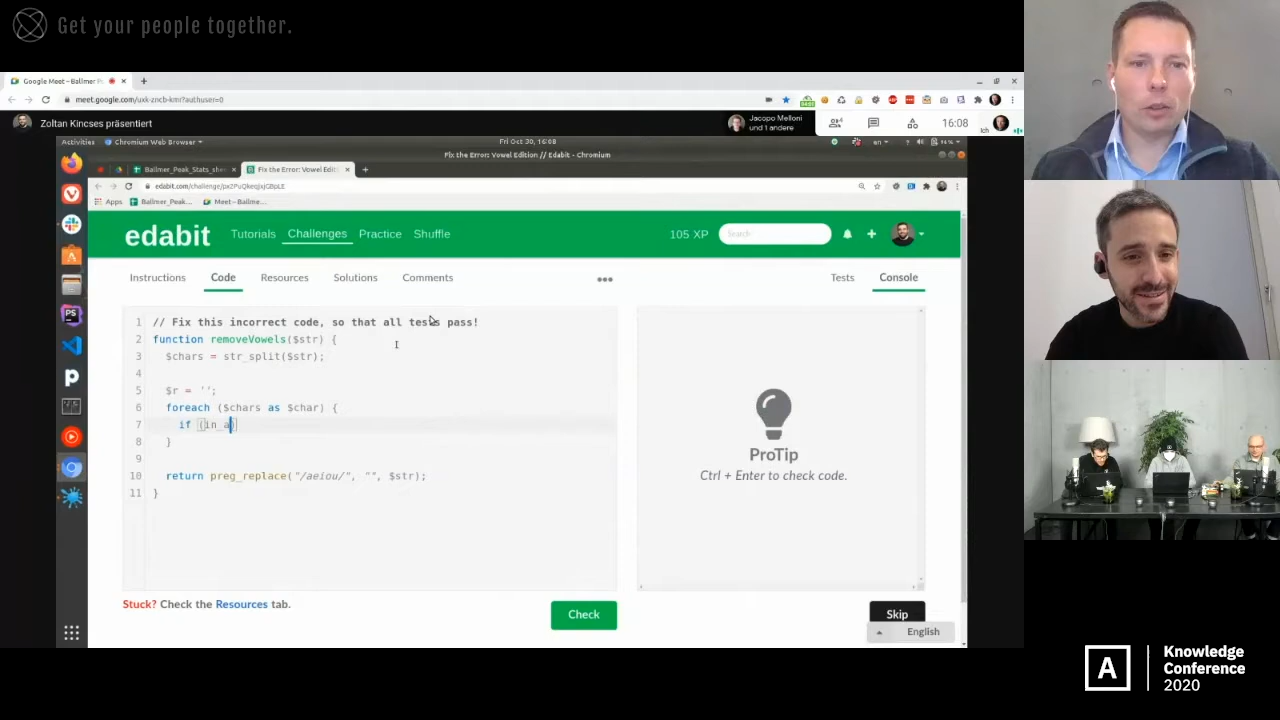 Get your people together.
Google Meet - Ballmer P
meet.google.com/uxk-zncb-kmr?authuser=0
Zoltan Kincses präsentiert
Jacopo Melloni
und 1 andere
16:08
Ich
Activities
Chromium Web Browser
Fri Oct 30, 16:08
en
Fix the Error: Vowel Edition // Edabit - Chromium
Ballmer_Peak_Stats_she
Fix the Error: Vowel Edit
Apps
Ballmer_Peak...
Meet – Ballme...
edabit
Tutorials
Challenges
Practice
Shuffle
105 XP
Search
Instructions
Code
Resources
Solutions
Comments
Tests
Console
1 // Fix this incorrect code, so that all tests pass!
2 function removeVowels($str) {
3 $chars = str_split($str);
4
5 $r = '';
6 foreach ($chars as $char) {
7 if (in_a)
8 }
9
10 return preg_replace("/aeiou/", "", $str);
11 }
ProTip
Ctrl + Enter to check code.
Stuck? Check the Resources tab.
Check
Skip
English
PS
A
Knowledge
Conference
2020